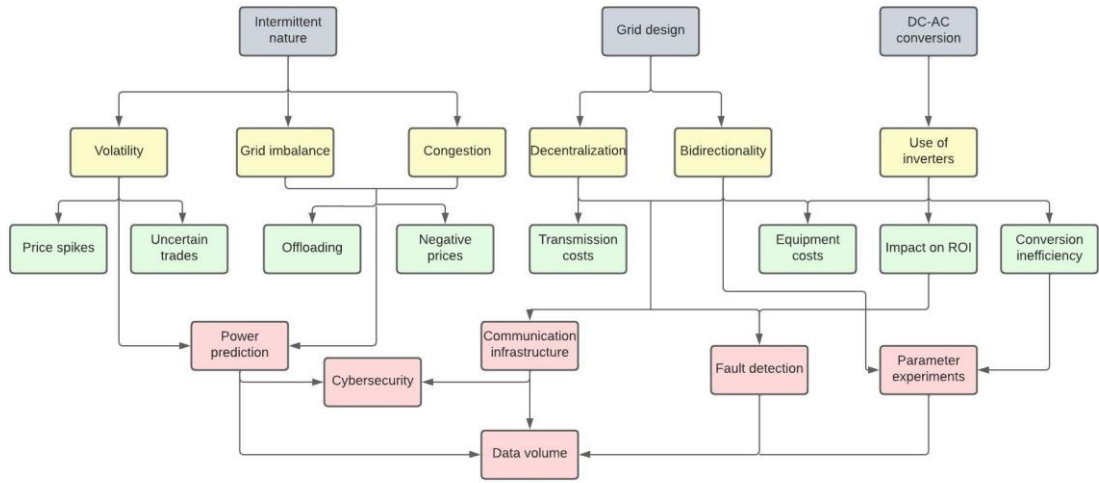 Intermittent
nature
Grid design
DC-AC
conversion
Volatility
Grid imbalance
Congestion
Decentralization
Bidirectionality
Use of
inverters
Price spikes
Uncertain
trades
Offloading
Negative
prices
Transmission
costs
Equipment
costs
Impact on ROI
Conversion
inefficiency
Power
prediction
Communication
infrastructure
Cybersecurity
Fault detection
Parameter
experiments
Data volume